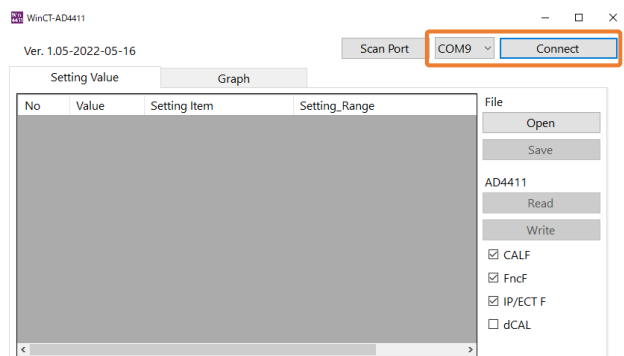 WinCT-AD4411
Ver. 1.05-2022-05-16
Scan Port
COM9
Connect
Setting Value
Graph
No Value Setting Item Setting_Range
File
Open
Save
AD4411
Read
Write
CALF
FncF
IP/ECT F
dCAL